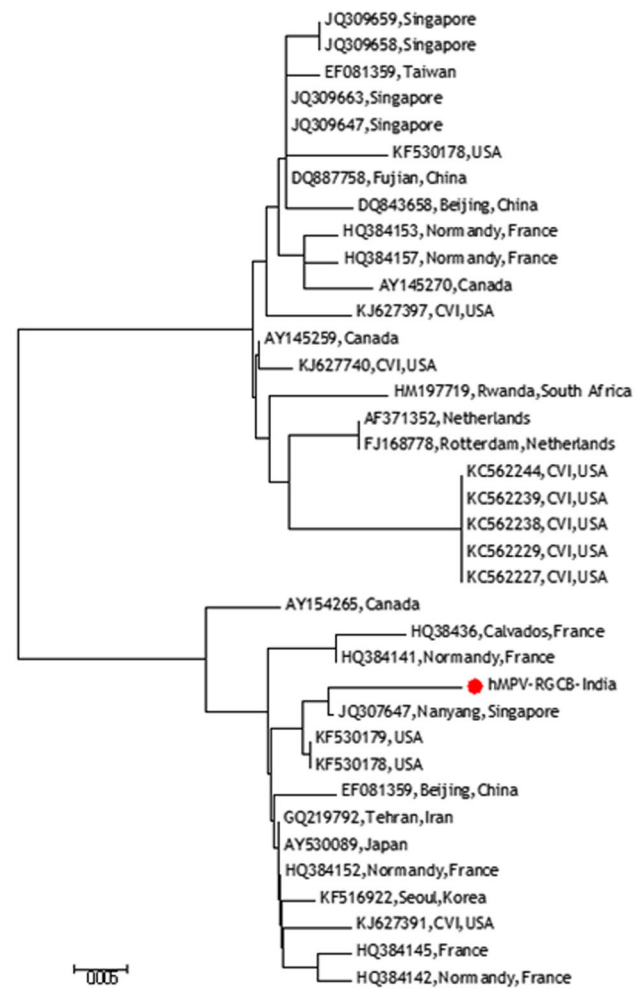 JQ309659,Singapore
JQ309658,Singapore
EF081359,Taiwan
JQ309663,Singapore
JQ309647,Singapore
KF530178,USA
DQ887758,Fujian,China
DQ843658,Beijing,China
HQ384153,Normandy,France
HQ384157,Normandy,France
AY145270,Canada
KJ627397,CVI,USA
AY145259,Canada
KJ627740,CVI,USA
HM197719,Rwanda,South Africa
AF371352,Netherlands
FJ168778,Rotterdam,Netherlands
KC562244,CVI,USA
KC562239,CVI,USA
KC562238,CVI,USA
KC562229,CVI,USA
KC562227,CVI,USA
AY154265,Canada
HQ38436,Calvados,France
HQ384141,Normandy,France
hMPV-RGCB-India
JQ307647,Nanyang,Singapore
KF530179,USA
KF530178,USA
EF081359,Beijing,China
GQ219792,Tehran,Iran
AY530089,Japan
HQ384152,Normandy,France
KF516922,Seoul,Korea
KJ627391,CVI,USA
HQ384145,France
HQ384142,Normandy,France
0.005